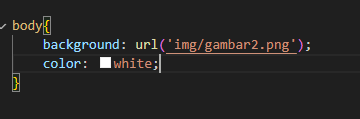 body{
background: url('img/gambar2.png');
color: white;
}